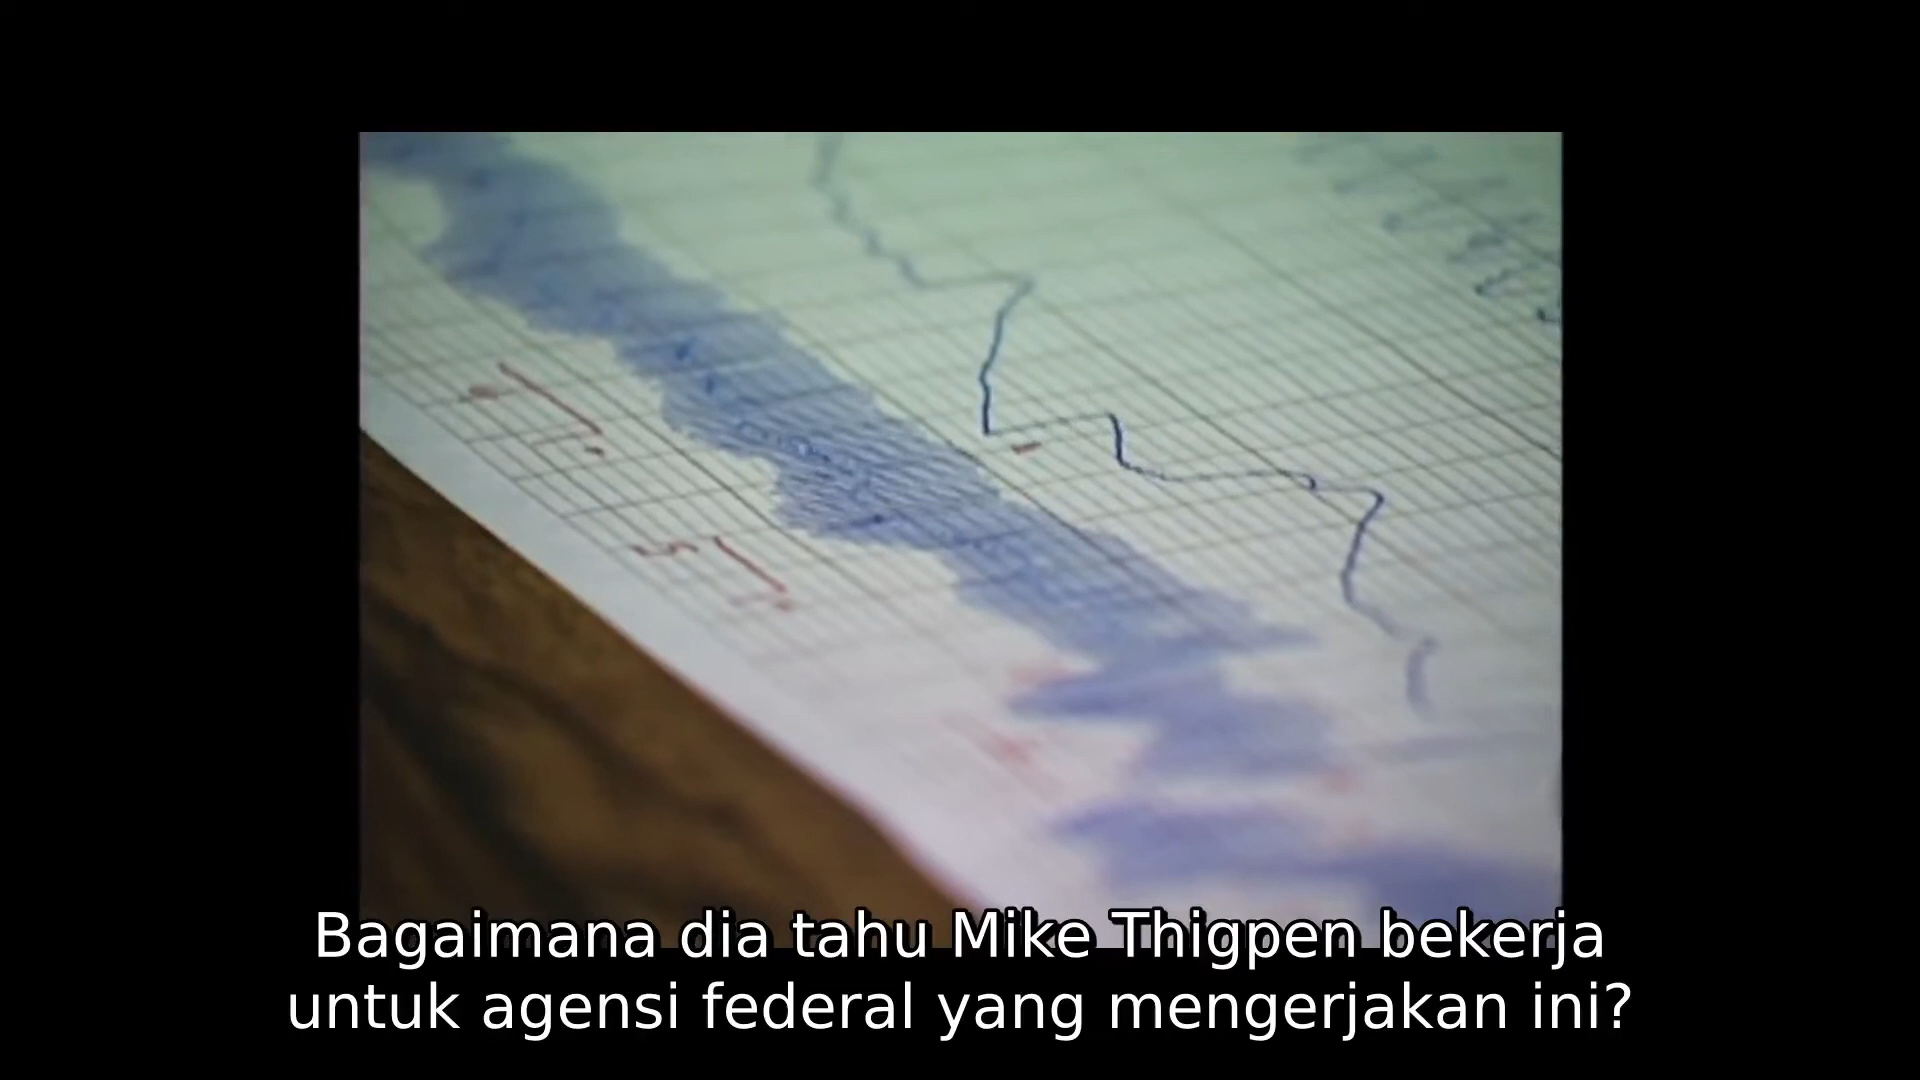 Bagaimana dia tahu Mike Thigpen bekerja
untuk agensi federal yang mengerjakan ini?